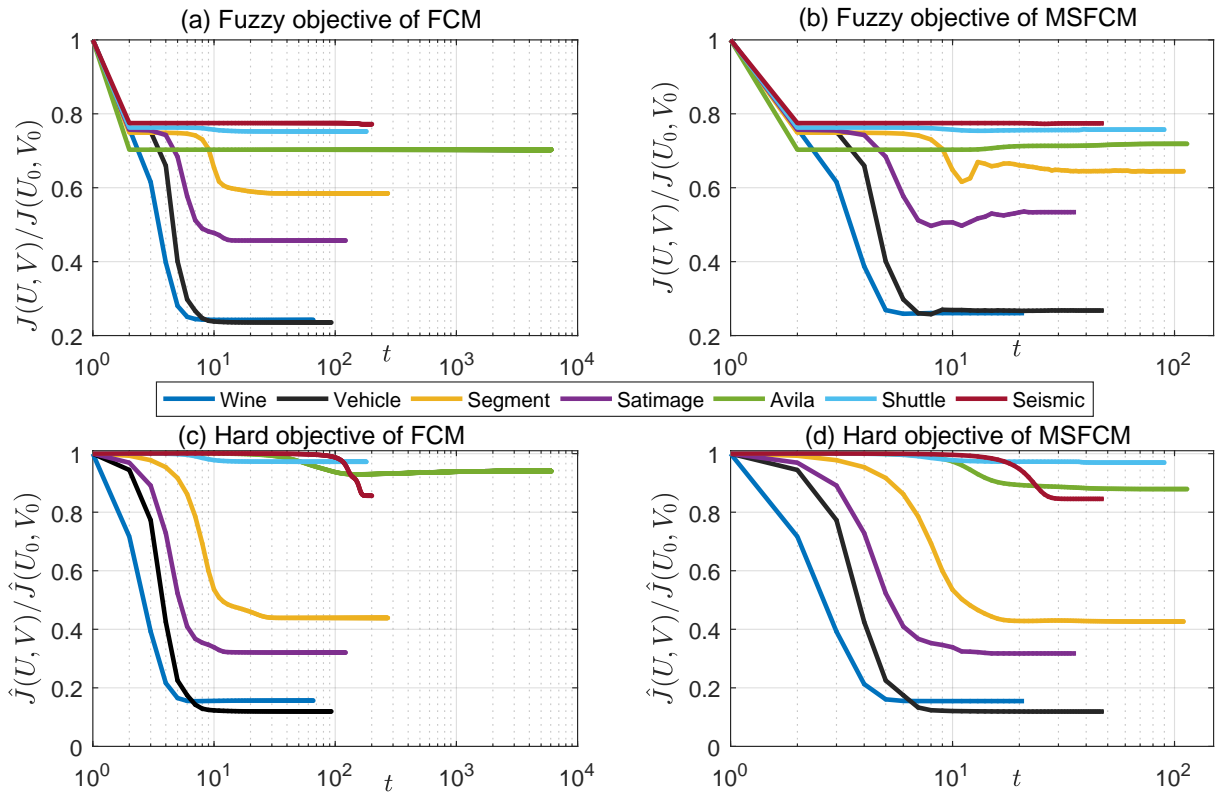 (a) Fuzzy objective of FCM
J(U, V)/J(U₀, V₀)
1
0.8
0.6
0.4
0.2
10⁰ 10¹ 10² 10³ 10⁴
t
(b) Fuzzy objective of MSFCM
J(U, V)/J(U₀, V₀)
1
0.8
0.6
0.4
0.2
10⁰ 10¹ 10²
t
Wine Vehicle Segment Satimage Avila Shuttle Seismic
(c) Hard objective of FCM
Ĵ(U, V)/Ĵ(U₀, V₀)
1
0.8
0.6
0.4
0.2
0
10⁰ 10¹ 10² 10³ 10⁴
t
(d) Hard objective of MSFCM
Ĵ(U, V)/Ĵ(U₀, V₀)
1
0.8
0.6
0.4
0.2
0
10⁰ 10¹ 10²
t